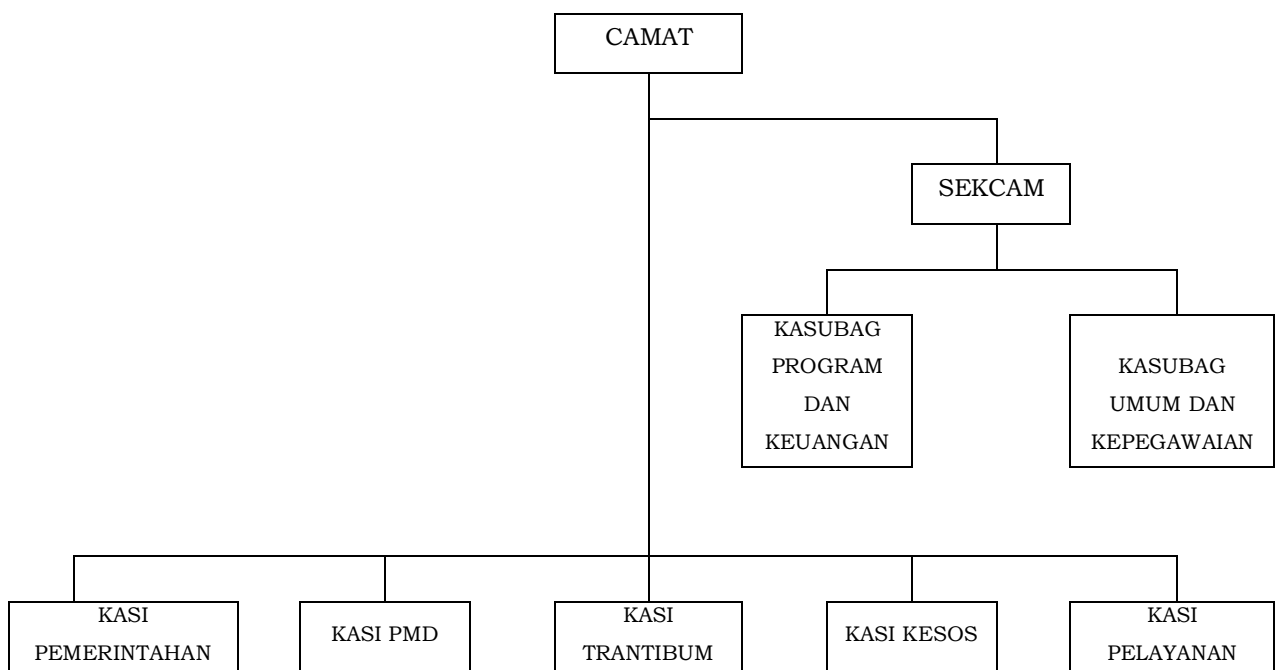 CAMAT
SEKCAM
KASUBAG
PROGRAM
DAN
KEUANGAN
KASUBAG
UMUM DAN
KEPEGAWAIAN
KASI
PEMERINTAHAN
KASI PMD
KASI
TRANTIBUM
KASI KESOS
KASI
PELAYANAN